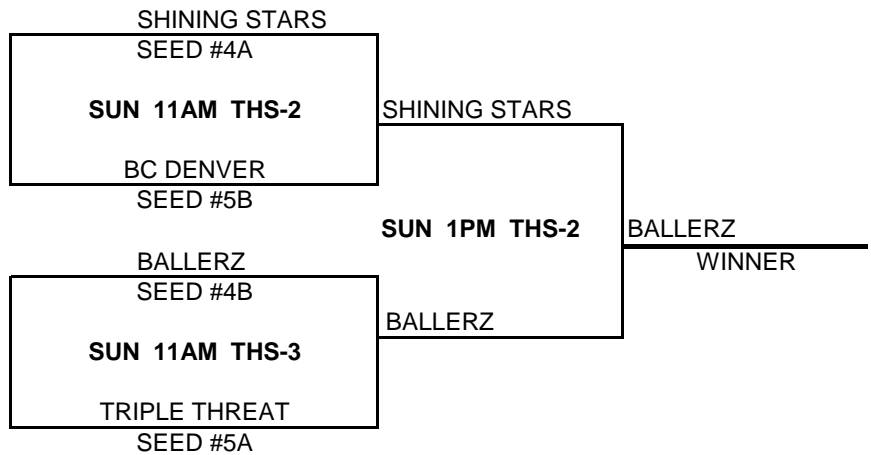 SHINING STARS
SEED #4A
SUN 11AM THS-2
SHINING STARS
BC DENVER
SEED #5B
SUN 1PM THS-2
BALLERZ
WINNER
BALLERZ
SEED #4B
BALLERZ
SUN 11AM THS-3
TRIPLE THREAT
SEED #5A